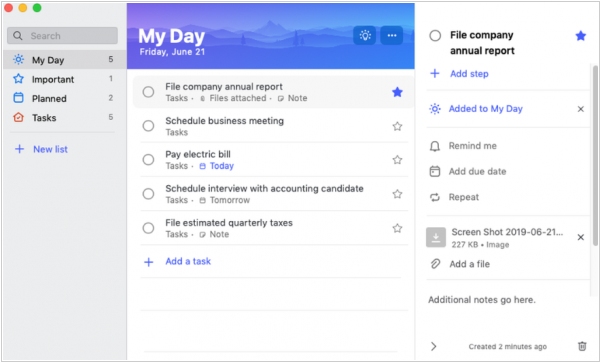 Search
My Day 5
Important 1
Planned 2
Tasks 5
New list
My Day
Friday, June 21
File company annual report
Tasks • Files attached • Note
Schedule business meeting
Tasks
Pay electric bill
Tasks • Today
Schedule interview with accounting candidate
Tasks • Tomorrow
File estimated quarterly taxes
Tasks • Note
Add a task
File company
annual report
Add step
Added to My Day
Remind me
Add due date
Repeat
Screen Shot 2019-06-21...
227 KB • Image
Add a file
Additional notes go here.
Created 2 minutes ago